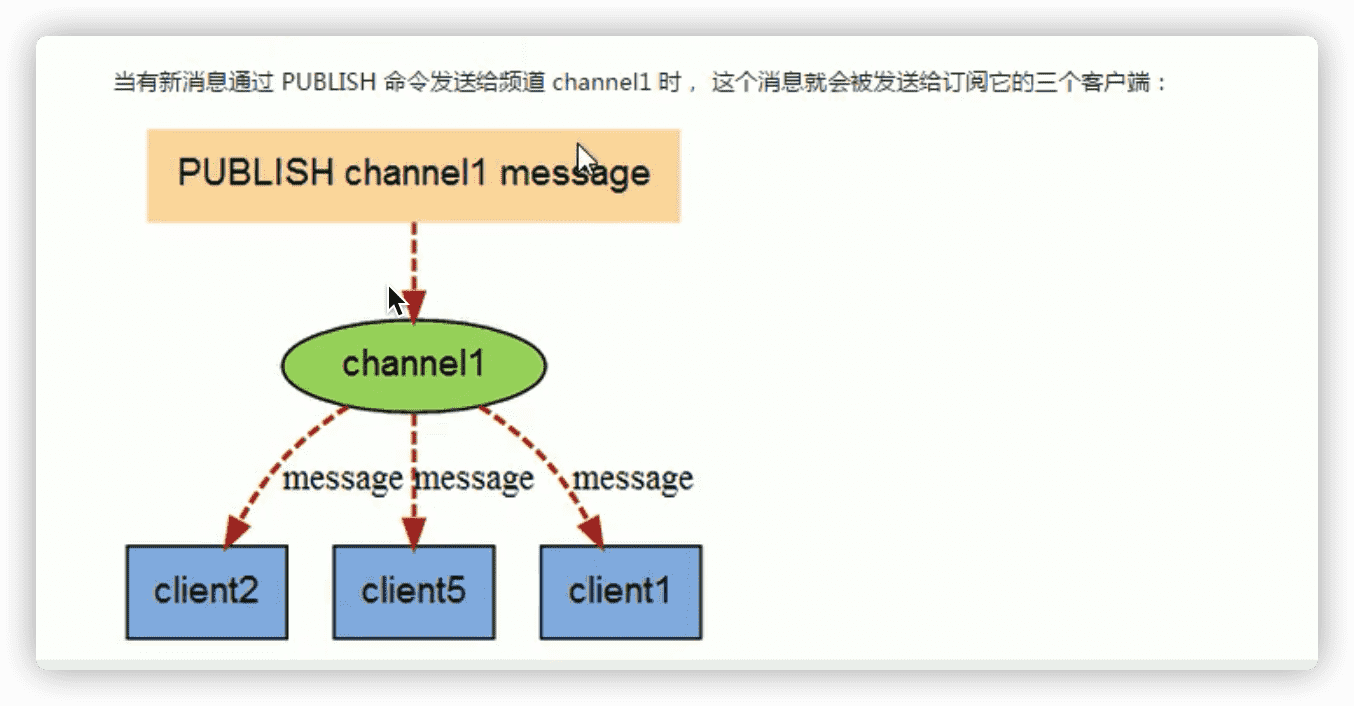 当有新消息通过 PUBLISH 命令发送给频道 channel1 时， 这个消息就会被发送给订阅它的三个客户端：
PUBLISH channel1 message
channel1
message message message
client2 client5 client1